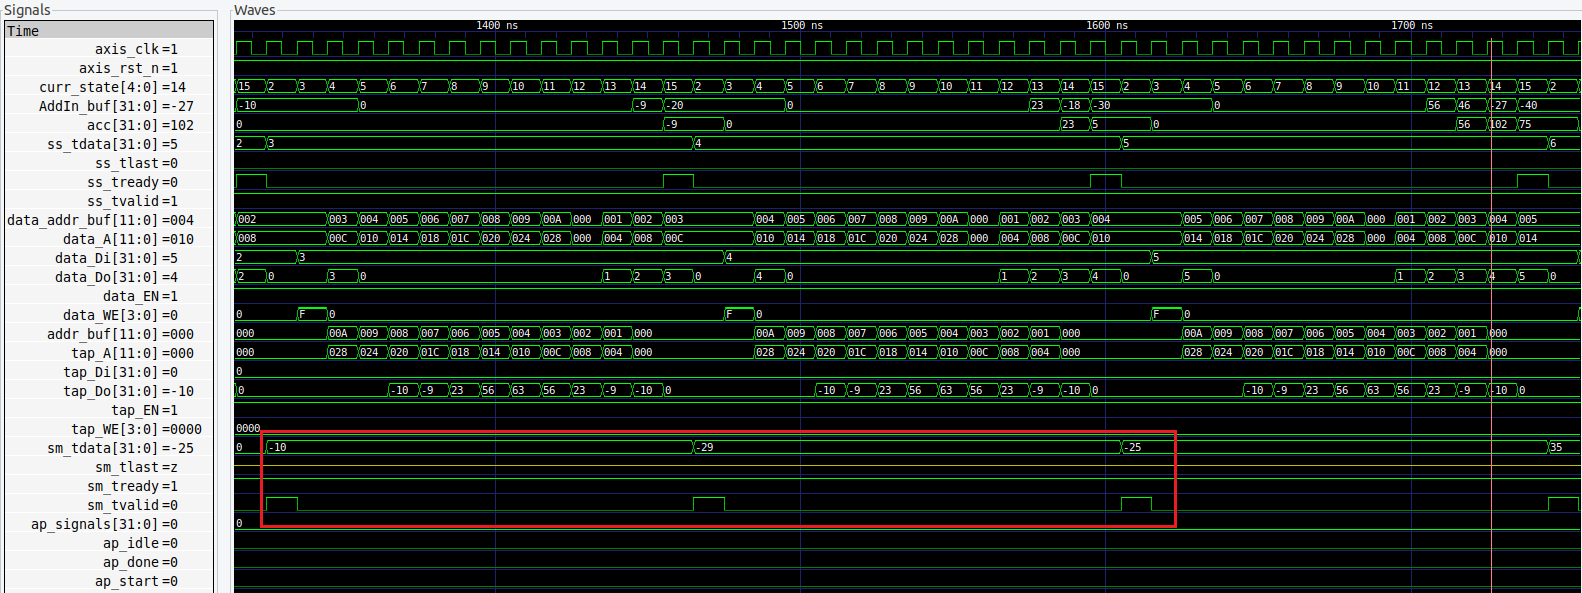 Signals Waves
Time 1400 ns 1500 ns 1600 ns 1700 ns
axis_clk=1
axis_rst_n=1
curr_state[4:0]=14 15 2 3 4 5 6 7 8 9 10 11 12 13 14 15 2 3 4 5 6 7 8 9 10 11 12 13 14 15 2 3 4 5 6 7 8 9 10 11 12 13 14 15 2
AddIn_buf[31:0]=-27 -10 0 -9 -20 0 23 -18 -30 0 56 46 -27 -40
acc[31:0]=102 0 -9 0 23 5 0 56 102 75
ss_tdata[31:0]=5 2 3 4 5 6
ss_tlast=0
ss_tready=0
ss_tvalid=1
data_addr_buf[11:0]=004 002 003 004 005 006 007 008 009 00A 000 001 002 003 004 005 006 007 008 009 00A 000 001 002 003 004 005 006 007 008 009 00A 000 001 002 003 004 005
data_A[11:0]=010 008 00C 010 014 018 01C 020 024 028 000 004 008 00C 010 014 018 01C 020 024 028 000 004 008 00C 010 014 018 01C 020 024 028 000 004 008 00C 010 014
data_Di[31:0]=5 2 3 4 5
data_Do[31:0]=4 2 0 3 0 1 2 3 0 4 0 1 2 3 4 0 5 0 1 2 3 4 5 0
data_EN=1
data_WE[3:0]=0 0 F 0 F 0 F 0
addr_buf[11:0]=000 000 00A 009 008 007 006 005 004 003 002 001 000 00A 009 008 007 006 005 004 003 002 001 000 00A 009 008 007 006 005 004 003 002 001 000
tap_A[11:0]=000 000 028 024 020 01C 018 014 010 00C 008 004 000 028 024 020 01C 018 014 010 00C 008 004 000 028 024 020 01C 018 014 010 00C 008 004 000
tap_Di[31:0]=0 0
tap_Do[31:0]=-10 0 -10 -9 23 56 63 56 23 -9 -10 0 -10 -9 23 56 63 56 23 -9 -10 0 -10 -9 23 56 63 56 23 -9 -10 0
tap_EN=1
tap_WE[3:0]=0000 0000
sm_tdata[31:0]=-25 0 -10 -29 -25 35
sm_tlast=z
sm_tready=1
sm_tvalid=0
ap_signals[31:0]=0 0
ap_idle=0
ap_done=0
ap_start=0